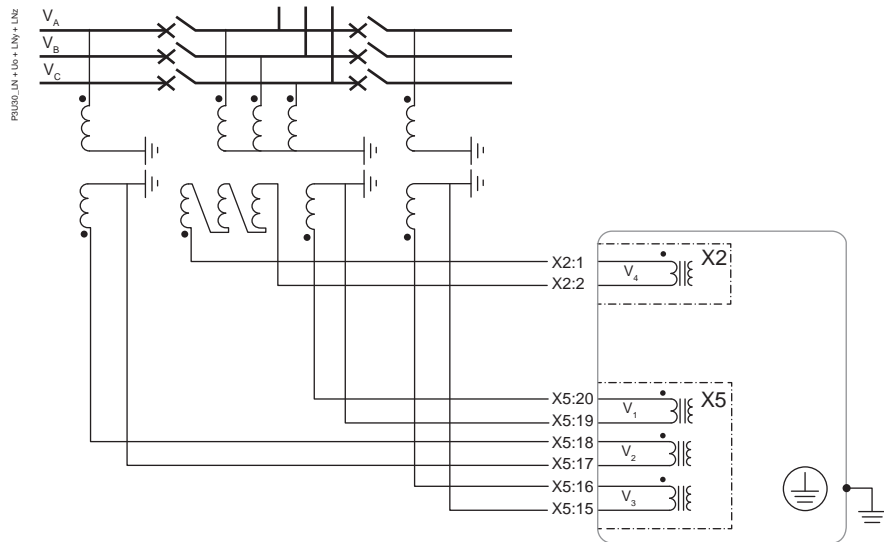 P3U30_LN + Uo + LNy + LNz
VA
VB
VC
X2:1
X2:2
V4
X2
X5:20
X5:19
X5:18
X5:17
X5:16
X5:15
V1
V2
V3
X5